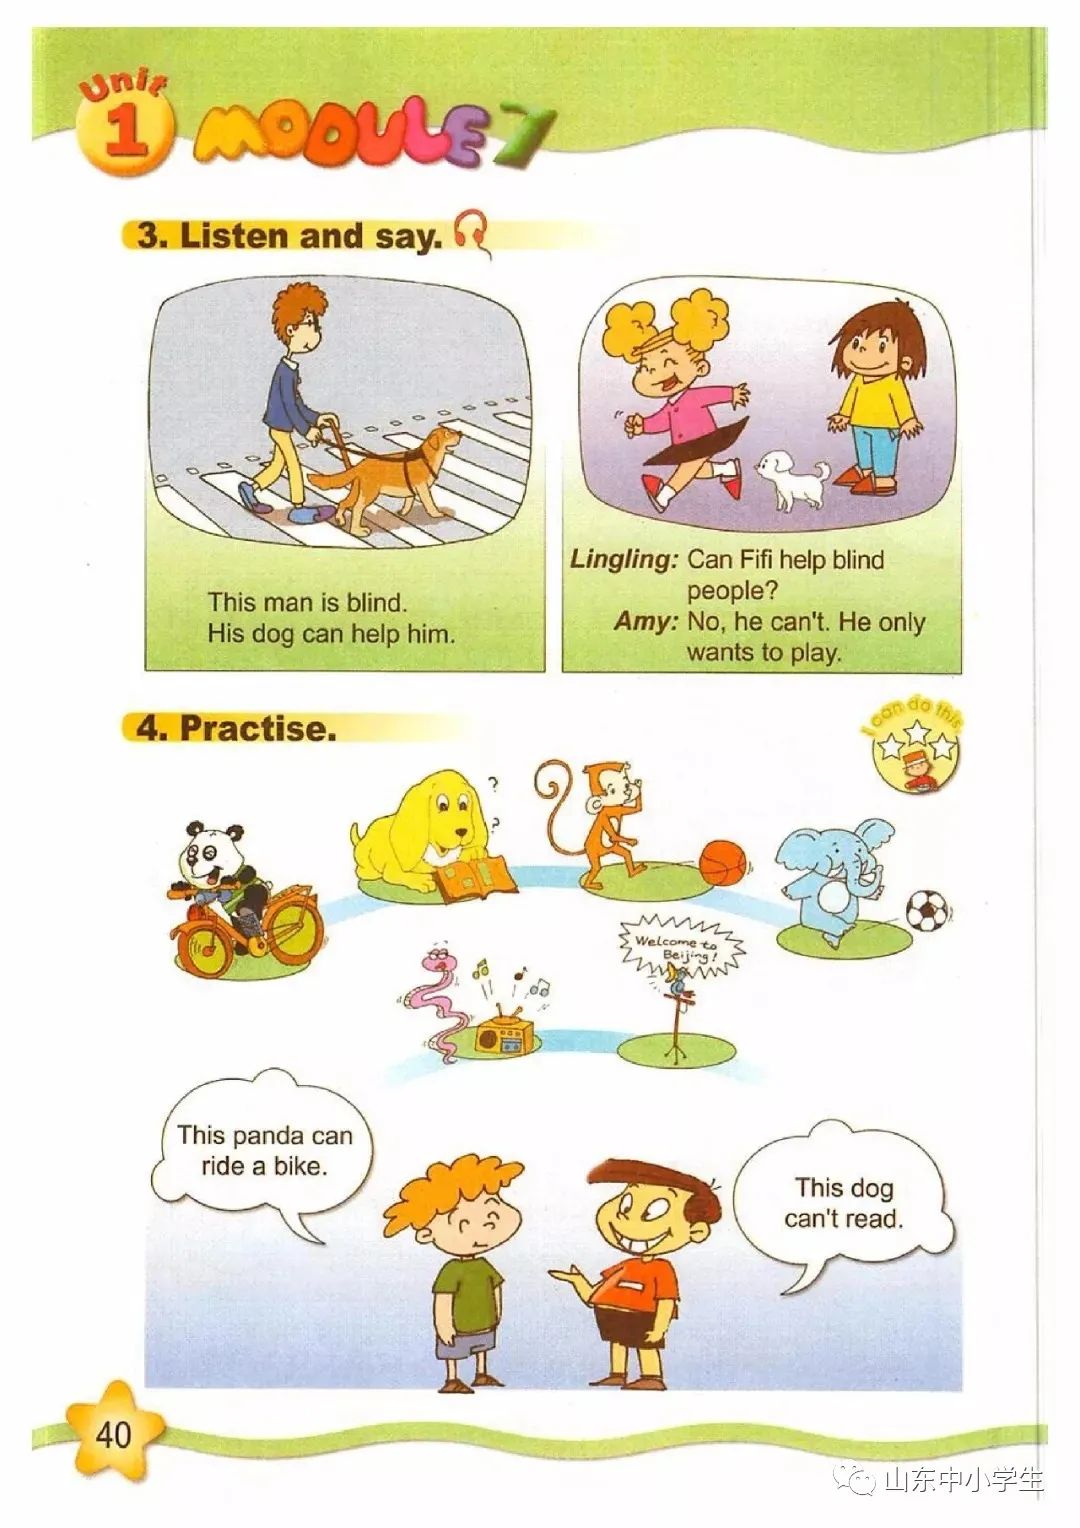 Unit
1 MODULE 7
3. Listen and say.
This man is blind.
His dog can help him.
Lingling: Can Fifi help blind
people?
Amy: No, he can't. He only
wants to play.
4. Practise.
I can do this
?
?
Welcome to
Beijing!
This panda can
ride a bike.
This dog
can't read.
40
山东中小学生